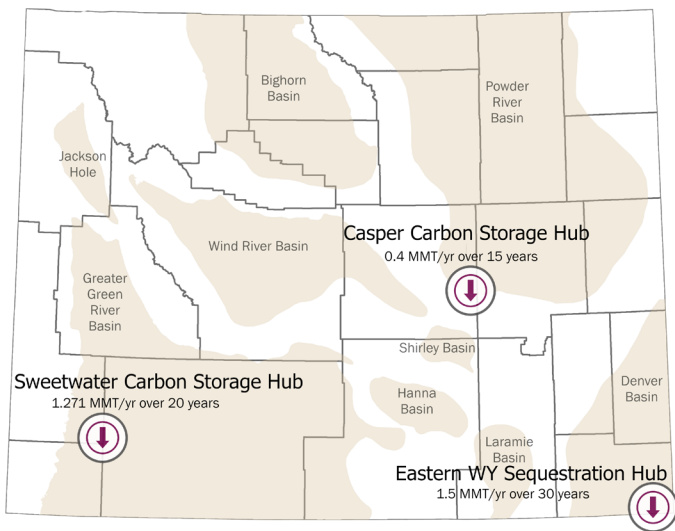 Bighorn
Basin
Powder
River
Basin
Jackson
Hole
Casper Carbon Storage Hub
0.4 MMT/yr over 15 years
Wind River Basin
Greater
Green
River
Basin
Shirley Basin
Sweetwater Carbon Storage Hub
1.271 MMT/yr over 20 years
Hanna
Basin
Denver
Basin
Laramie
Basin
Eastern WY Sequestration Hub
1.5 MMT/yr over 30 years